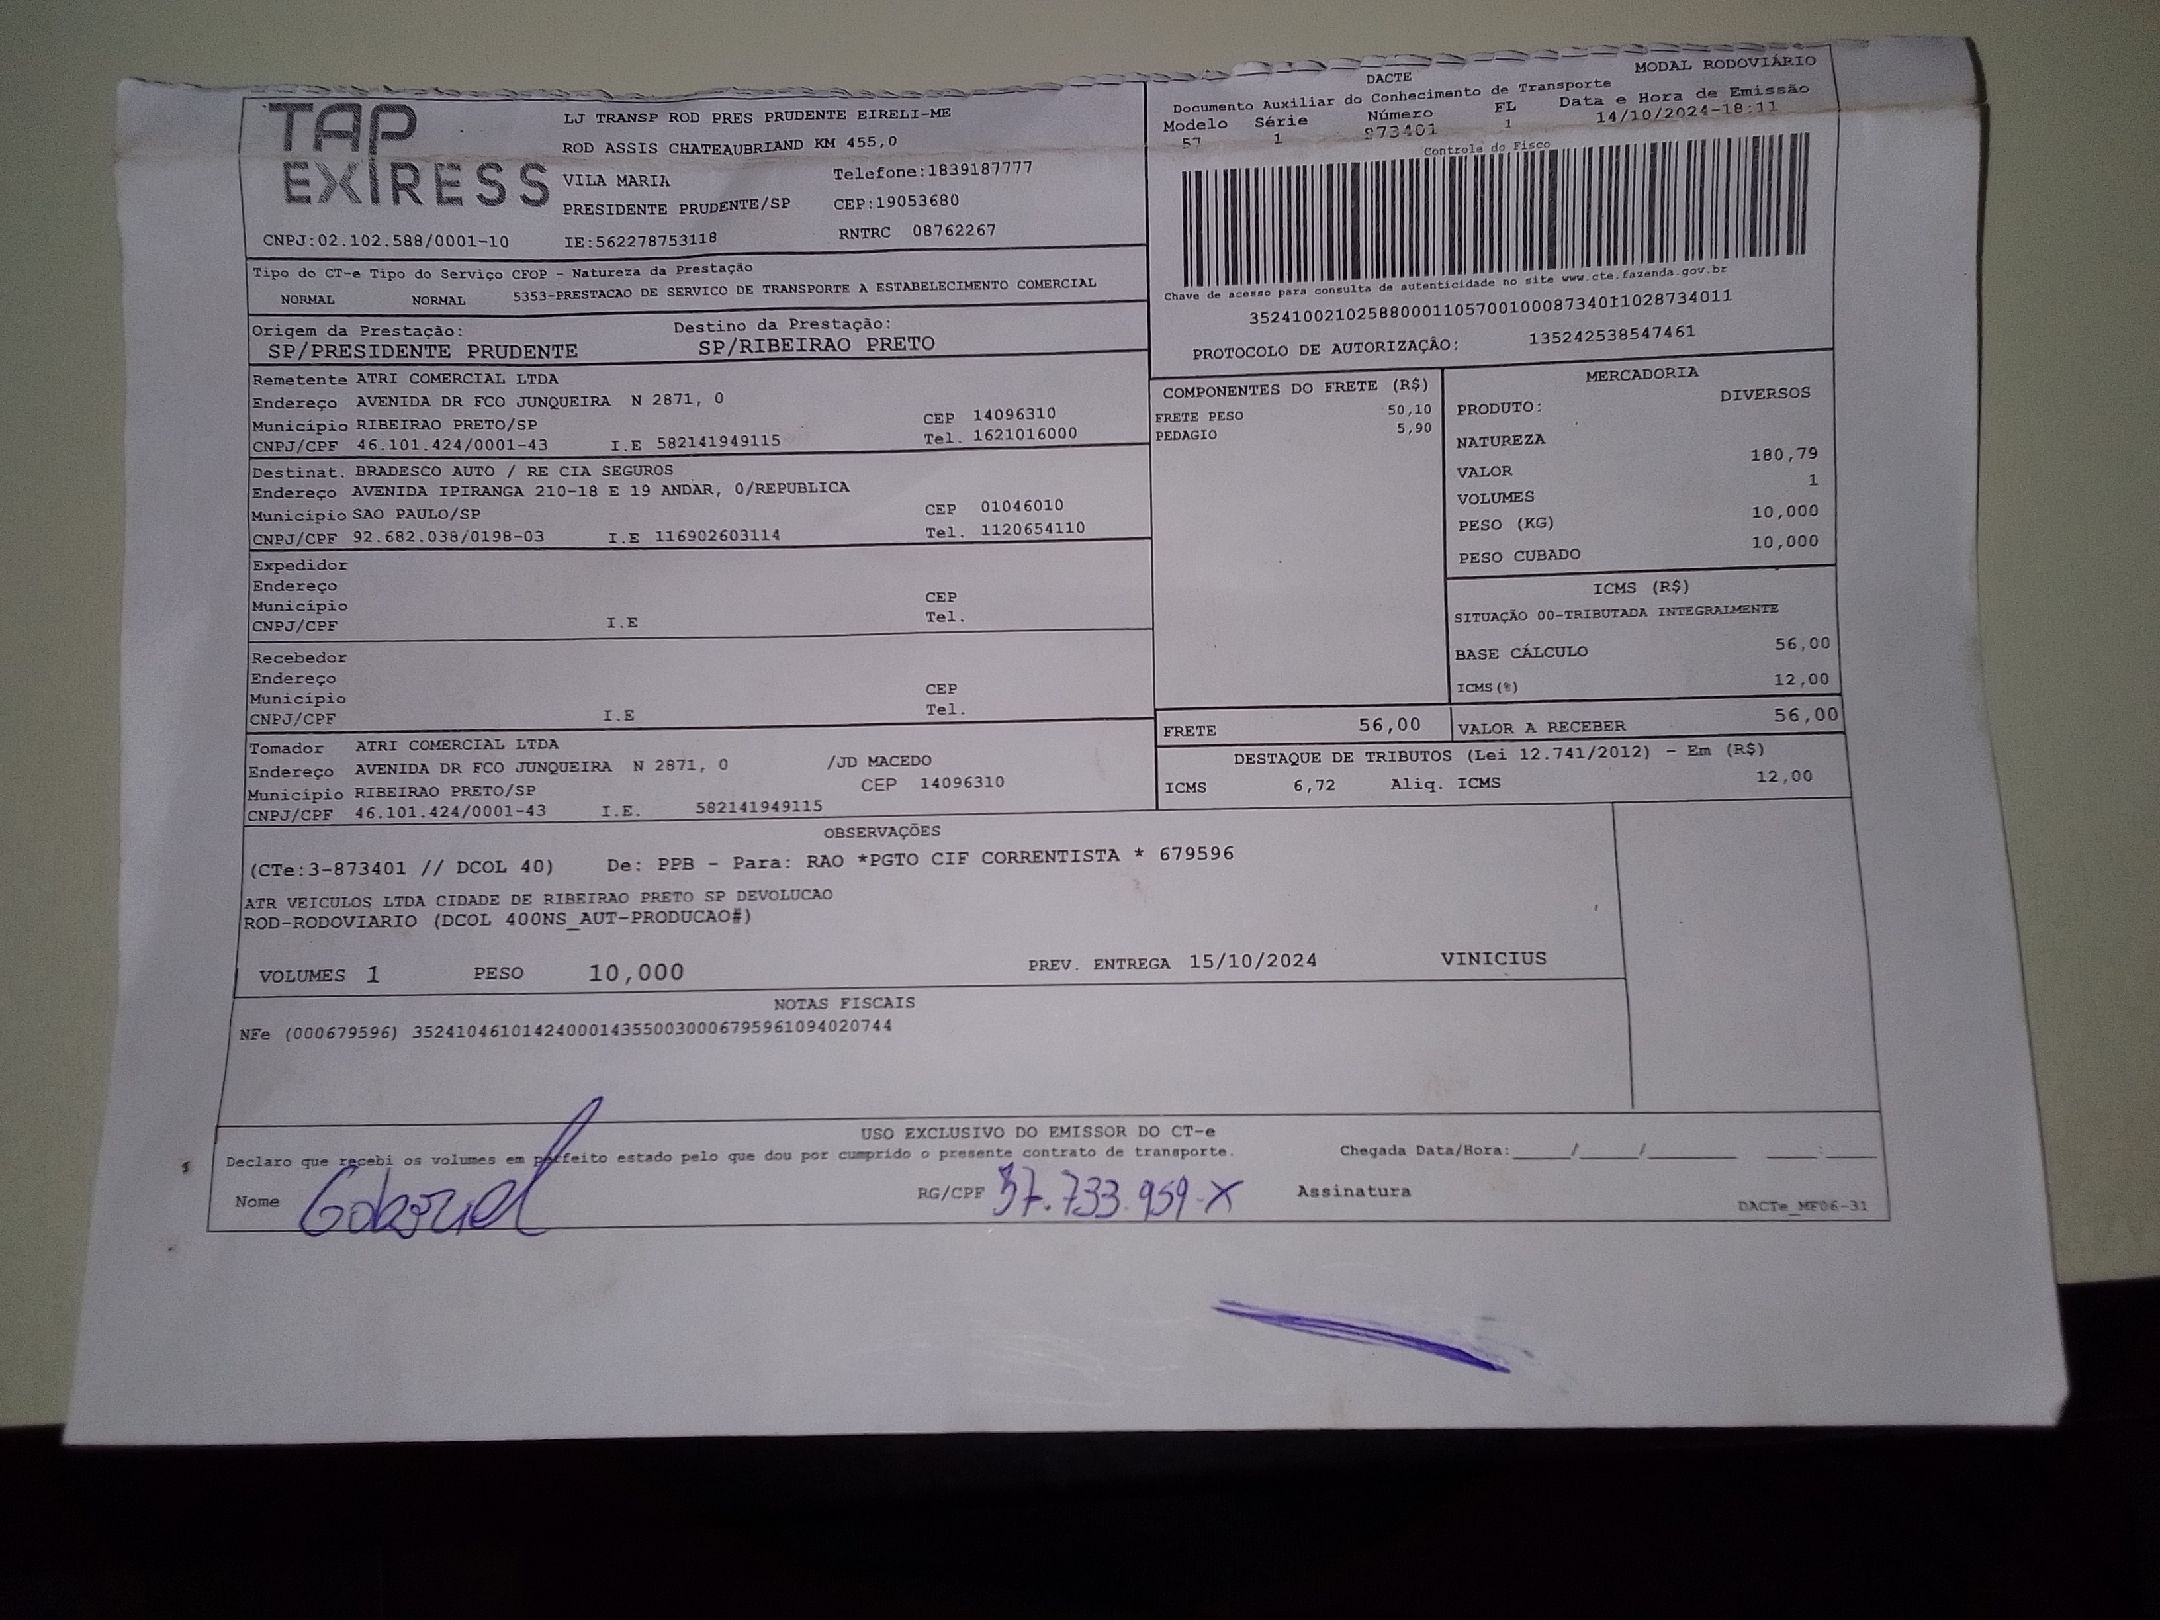 TAP
EXPRESS
LJ TRANSP ROD PRES PRUDENTE EIRELI-ME
ROD ASSIS CHATEAUBRIAND KM 455,0
VILA MARIA Telefone:1839187777
PRESIDENTE PRUDENTE/SP CEP:19053680
CNPJ:02.102.588/0001-10 IE:562278753118 RNTRC 08762267
DACTE MODAL RODOVIÁRIO
Documento Auxiliar do Conhecimento de Transporte
Modelo Série Número FL Data e Hora de Emissão
57 1 873401 1 14/10/2024-18:11
Controle do Fisco
Chave de acesso para consulta de autenticidade no site www.cte.fazenda.gov.br
35241002102588000110570010008734011028734011
PROTOCOLO DE AUTORIZAÇÃO: 135242538547461
Tipo do CT-e Tipo do Serviço CFOP - Natureza da Prestação
NORMAL NORMAL 5353-PRESTACAO DE SERVICO DE TRANSPORTE A ESTABELECIMENTO COMERCIAL
Origem da Prestação: Destino da Prestação:
SP/PRESIDENTE PRUDENTE SP/RIBEIRAO PRETO
Remetente ATRI COMERCIAL LTDA
Endereço AVENIDA DR FCO JUNQUEIRA N 2871, 0
Município RIBEIRAO PRETO/SP CEP 14096310
CNPJ/CPF 46.101.424/0001-43 I.E 582141949115 Tel. 1621016000
Destinat. BRADESCO AUTO / RE CIA SEGUROS
Endereço AVENIDA IPIRANGA 210-18 E 19 ANDAR, 0/REPUBLICA
Município SAO PAULO/SP CEP 01046010
CNPJ/CPF 92.682.038/0198-03 I.E 116902603114 Tel. 1120654110
Expedidor
Endereço
Município CEP
CNPJ/CPF I.E Tel.
Recebedor
Endereço
Município CEP
CNPJ/CPF I.E Tel.
Tomador ATRI COMERCIAL LTDA
Endereço AVENIDA DR FCO JUNQUEIRA N 2871, 0 /JD MACEDO
Município RIBEIRAO PRETO/SP CEP 14096310
CNPJ/CPF 46.101.424/0001-43 I.E. 582141949115
COMPONENTES DO FRETE (R$)
FRETE PESO 50,10
PEDAGIO 5,90
MERCADORIA
PRODUTO: DIVERSOS
NATUREZA
VALOR 180,79
VOLUMES 1
PESO (KG) 10,000
PESO CUBADO 10,000
ICMS (R$)
SITUAÇÃO 00-TRIBUTADA INTEGRALMENTE
BASE CÁLCULO 56,00
ICMS(%) 12,00
FRETE 56,00 VALOR A RECEBER 56,00
DESTAQUE DE TRIBUTOS (Lei 12.741/2012) - Em (R$)
ICMS 6,72 Aliq. ICMS 12,00
OBSERVAÇÕES
(CTe:3-873401 // DCOL 40) De: PPB - Para: RAO *PGTO CIF CORRENTISTA * 679596
ATR VEICULOS LTDA CIDADE DE RIBEIRAO PRETO SP DEVOLUCAO
ROD-RODOVIARIO (DCOL 400NS_AUT-PRODUCAO#)
VOLUMES 1 PESO 10,000 PREV. ENTREGA 15/10/2024 VINICIUS
NOTAS FISCAIS
NFe (000679596) 35241046101424000143550030006795961094020744
USO EXCLUSIVO DO EMISSOR DO CT-e
Declaro que recebi os volumes em perfeito estado pelo que dou por cumprido o presente contrato de transporte. Chegada Data/Hora:____/____/______ ____:____
Nome Gabriel RG/CPF 37.733.959-X Assinatura
DACTe_MF06-31